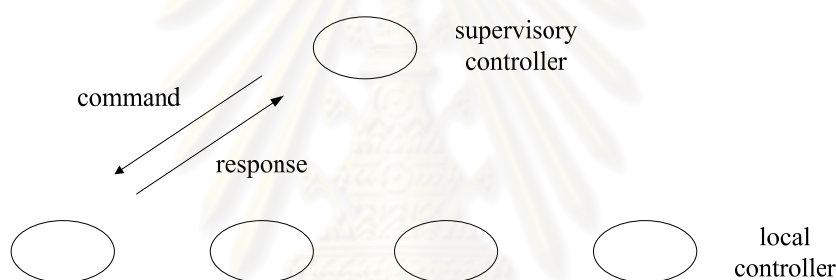 supervisory
controller
command
response
local
controller